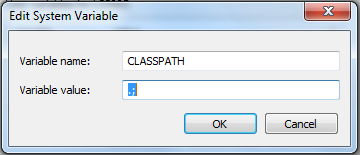 Edit System Variable
Variable name: CLASSPATH
Variable value: .;
OK Cancel